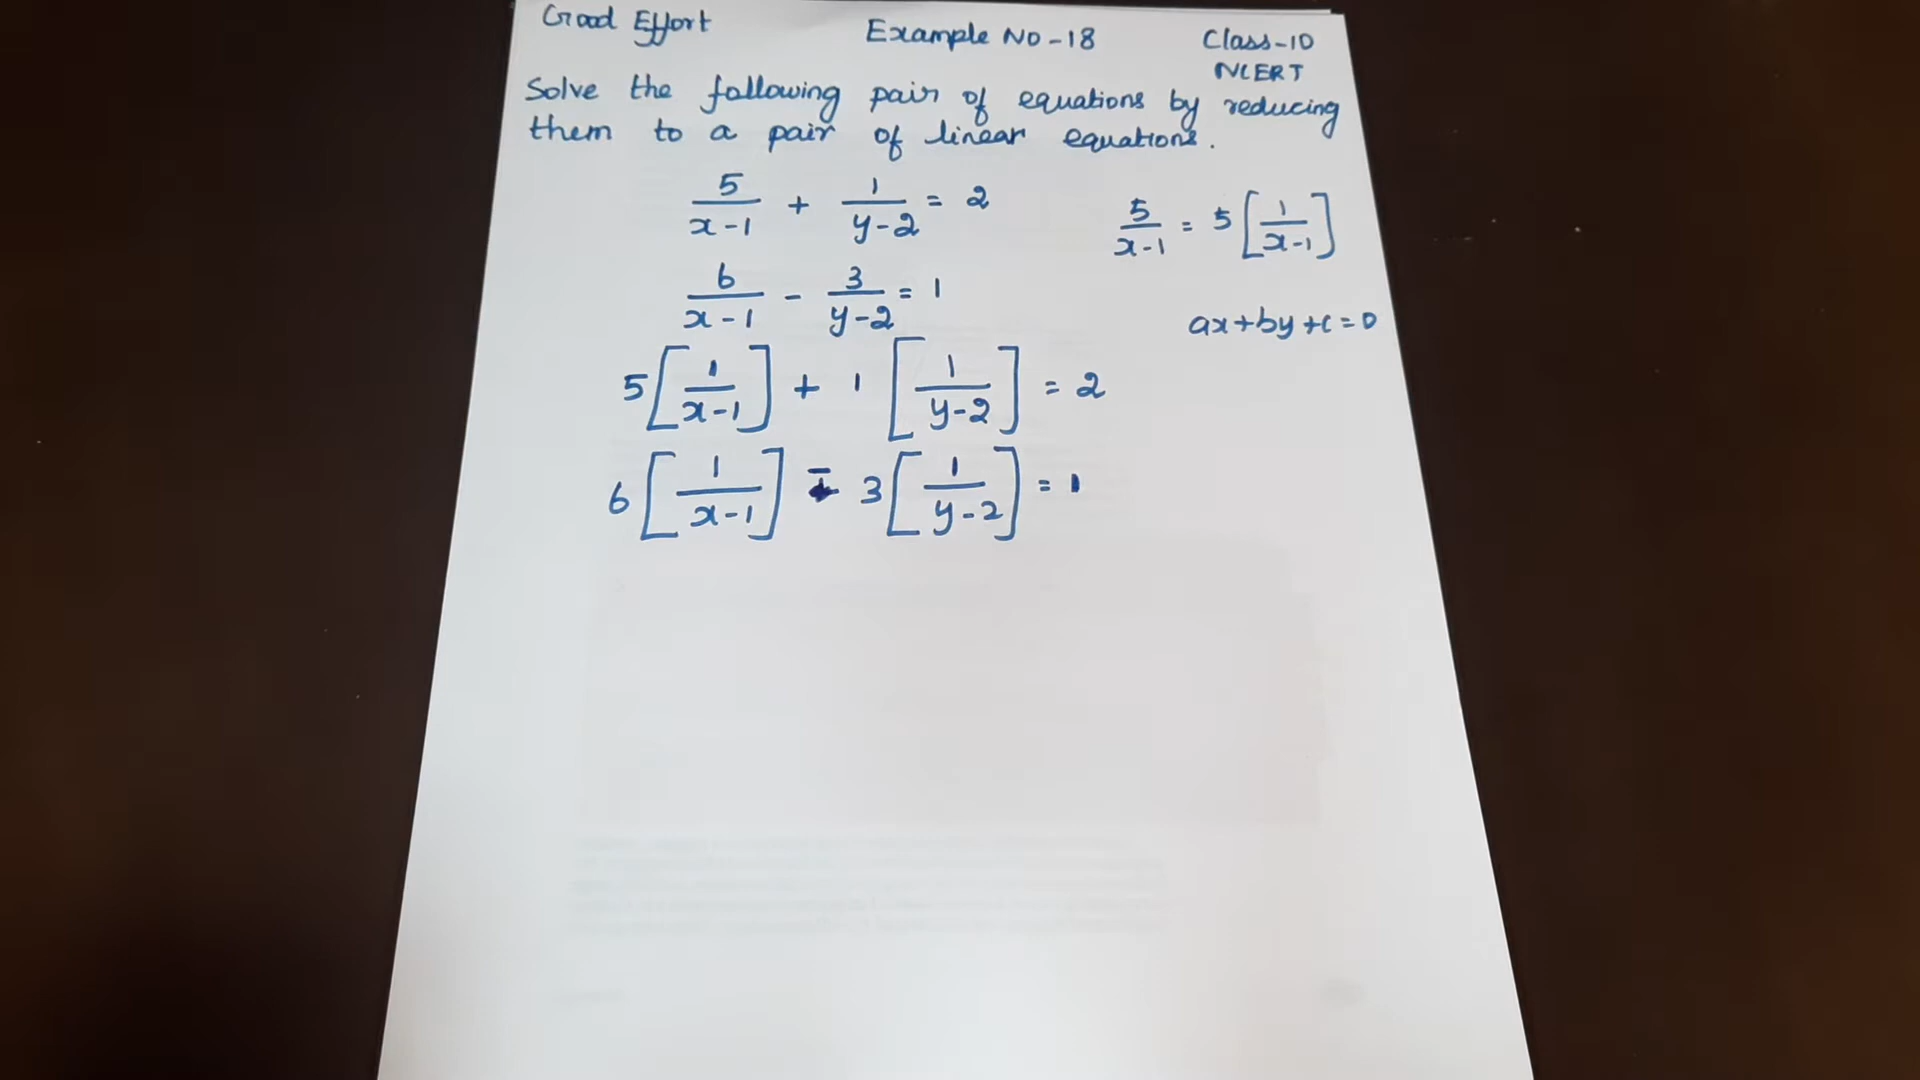 Good Effort Example No-18 Class-10
NCERT
Solve the following pair of equations by reducing
them to a pair of linear equations.
5/(x-1) + 1/(y-2) = 2
5/(x-1) = 5[1/(x-1)]
6/(x-1) - 3/(y-2) = 1
ax+by+c=0
5[1/(x-1)] + 1[1/(y-2)] = 2
6[1/(x-1)] - 3[1/(y-2)] = 1